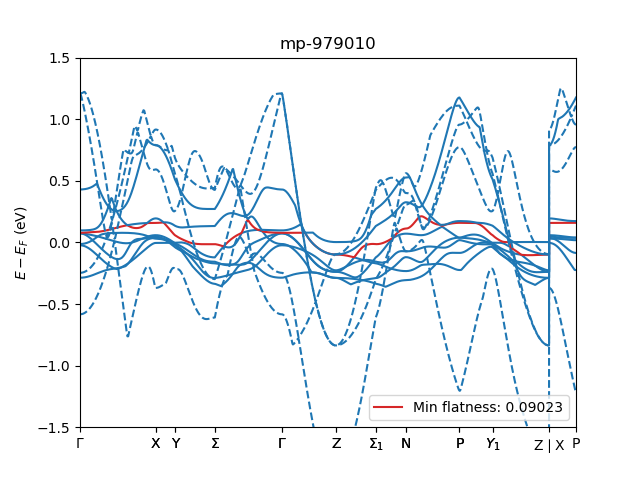 mp-979010
E − E_F (eV)
1.5
1.0
0.5
0.0
−0.5
−1.0
−1.5
Min flatness: 0.09023
Γ X Y Σ Γ Z Σ₁ N P Y₁ Z | X P